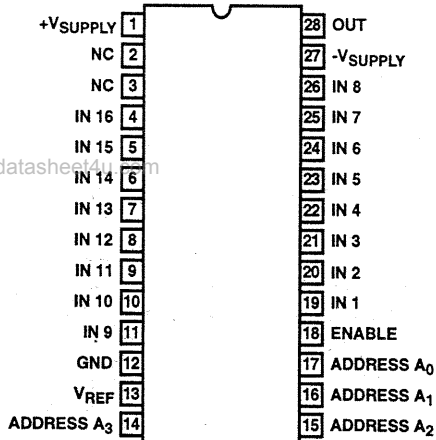 +VSUPPLY 1 28 OUT
NC 2 27 -VSUPPLY
NC 3 26 IN 8
IN 16 4 25 IN 7
IN 15 5 24 IN 6
datasheet4u.com
IN 14 6 23 IN 5
IN 13 7 22 IN 4
IN 12 8 21 IN 3
IN 11 9 20 IN 2
IN 10 10 19 IN 1
IN 9 11 18 ENABLE
GND 12 17 ADDRESS A0
VREF 13 16 ADDRESS A1
ADDRESS A3 14 15 ADDRESS A2